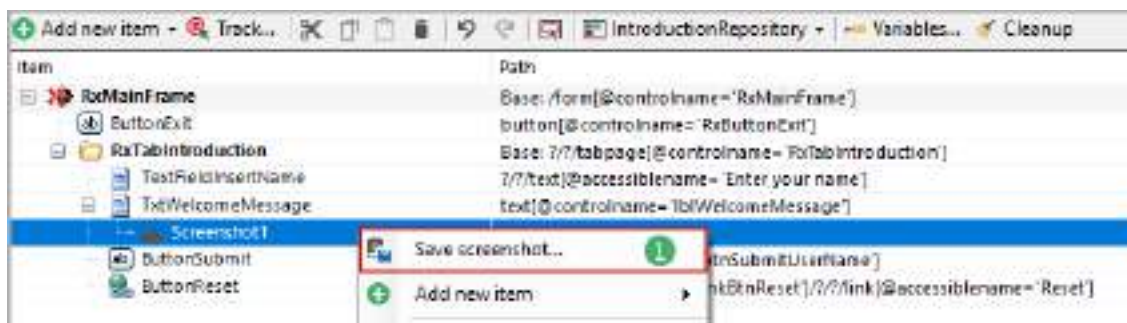 Add new item Track... IntroductionRepository Variables... Cleanup
Item Path
RxMainFrame Base: /form[@controlname='RxMainFrame']
ButtonExit button[@controlname='RxButtonExit']
RxTabIntroduction Base: ?/?/tabpage[@controlname='RxTabIntroduction']
TextFieldInsertName ?/?/text[@accessiblename='Enter your name']
TxtWelcomeMessage text[@controlname='lblWelcomeMessage']
Screenshot1
Save screenshot... 1
ButtonSubmit tnSubmitUserName']
ButtonReset nkBtnReset']/?/?/link[@accessiblename='Reset']
Add new item